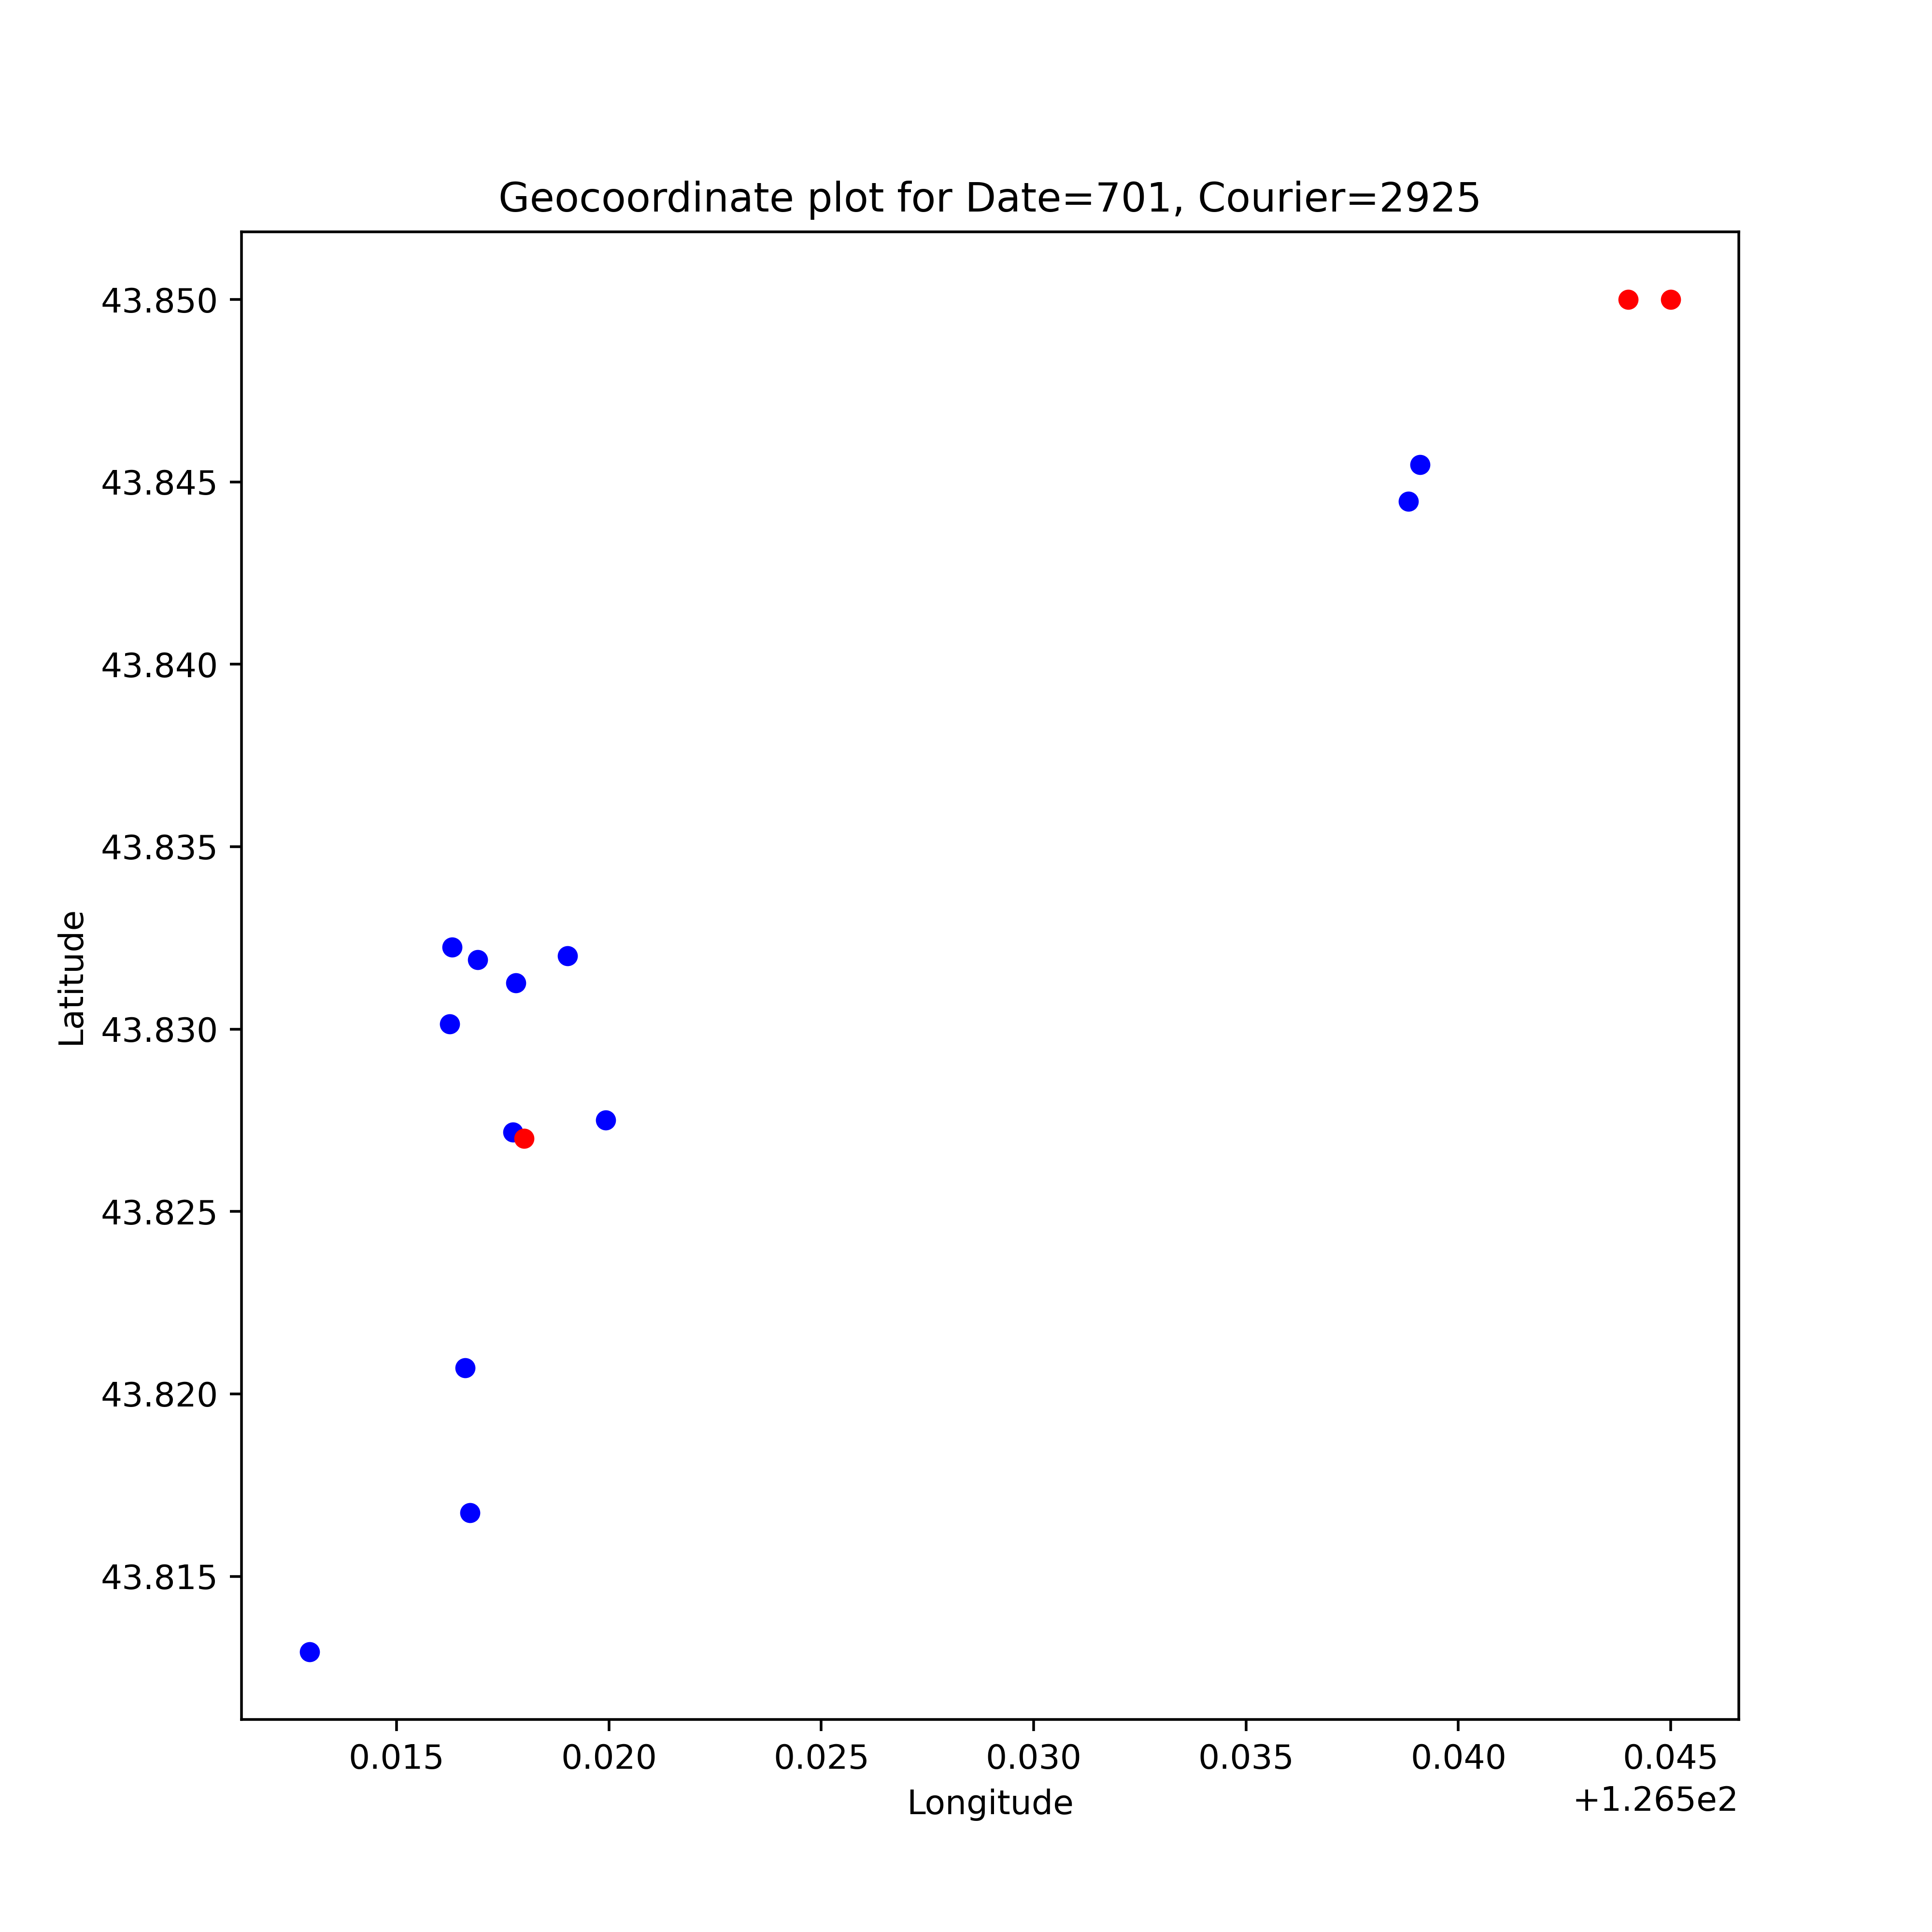 Geocoordinate plot for Date=701, Courier=2925
43.850
43.845
43.840
43.835
43.830
43.825
43.820
43.815
Latitude
0.015 0.020 0.025 0.030 0.035 0.040 0.045
+1.265e2
Longitude